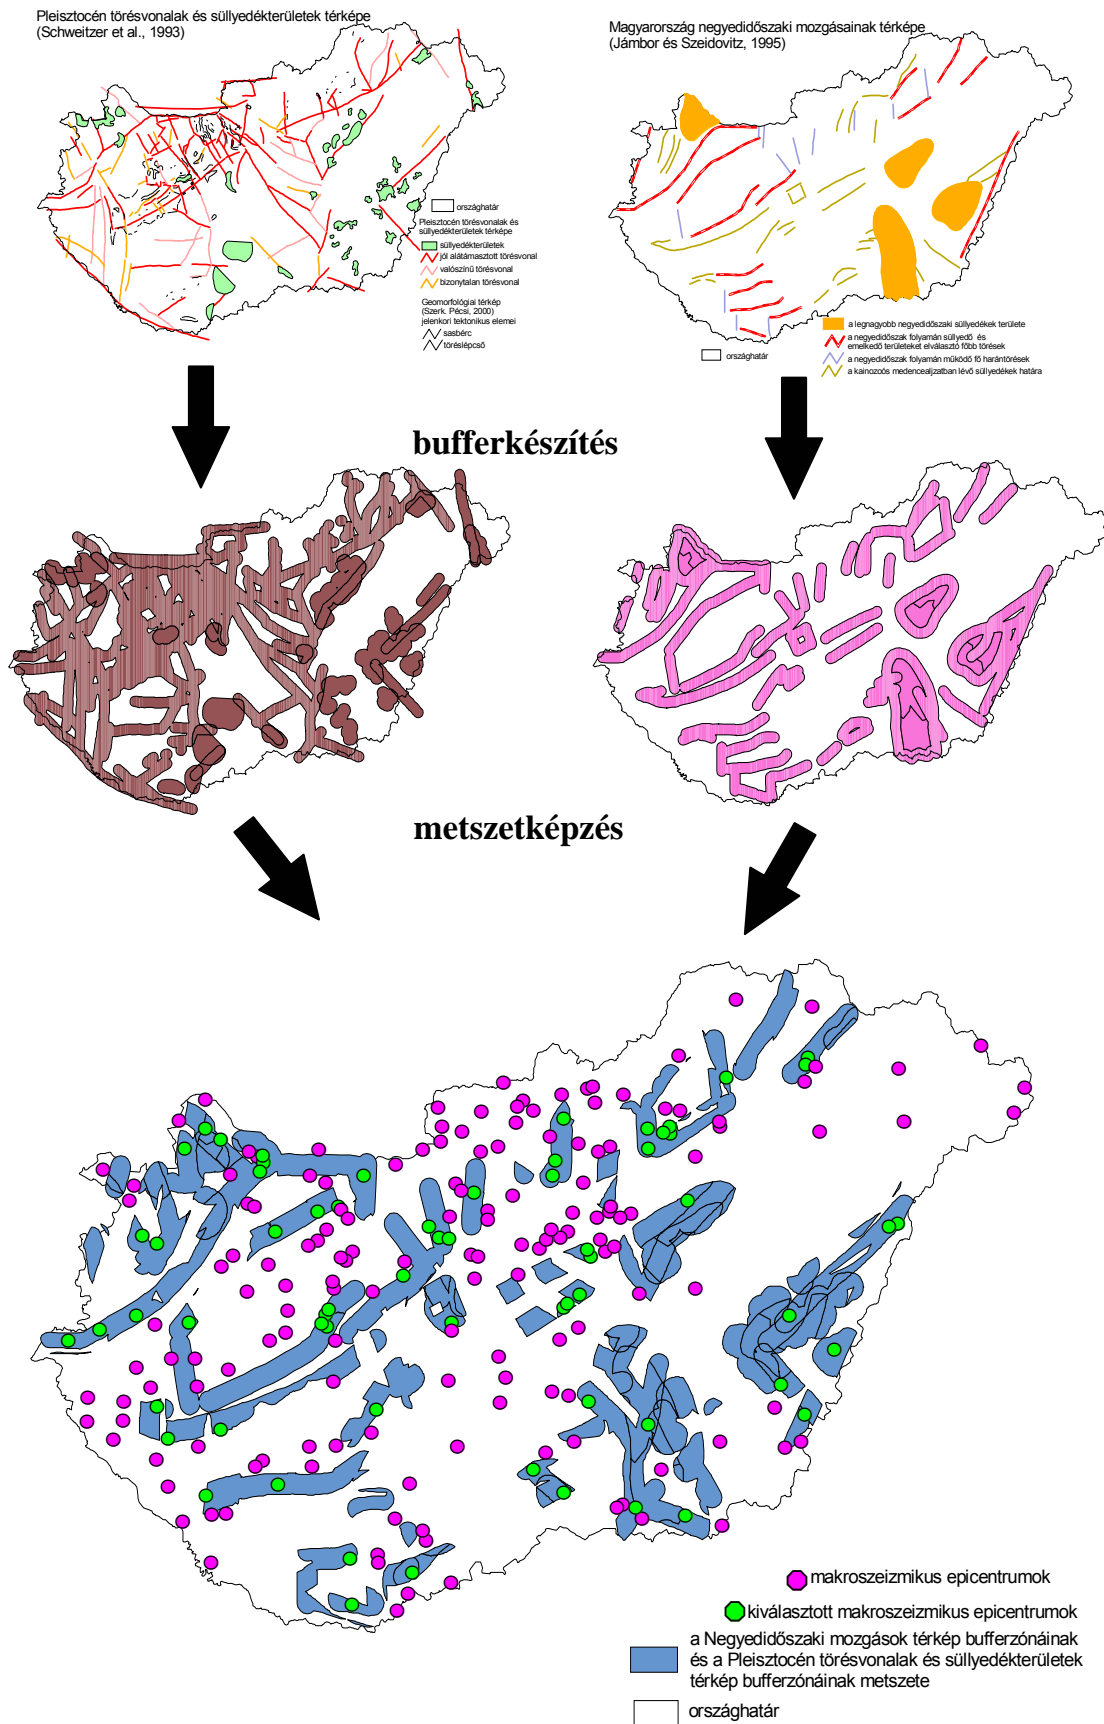 Pleisztocén törésvonalak és süllyedékterületek térképe
(Schweitzer et al., 1993)
Magyarország negyedidőszaki mozgásainak térképe
(Jámbor és Szeidovitz, 1995)
országhatár
Pleisztocén törésvonalak és
süllyedékterületek térképe
süllyedékterületek
jól alátámasztott törésvonal
valószínű törésvonal
bizonytalan törésvonal
Geomorfológiai térkép
(Szerk. Pécsi, 2000)
jelenkori tektonikus elemei
sasbérc
töréslépcső
országhatár
a legnagyobb negyedidőszaki süllyedékek területe
a negyedidőszak folyamán süllyedő és
emelkedő területeket elválasztó főbb törések
a negyedidőszak folyamán működő fő harántörések
a kainozoós medencealjzatban lévő süllyedékek határa
bufferkészítés
metszetképzés
makroszeizmikus epicentrumok
kiválasztott makroszeizmikus epicentrumok
a Negyedidőszaki mozgások térkép bufferzónáinak
és a Pleisztocén törésvonalak és süllyedékterületek
térkép bufferzónáinak metszete
országhatár